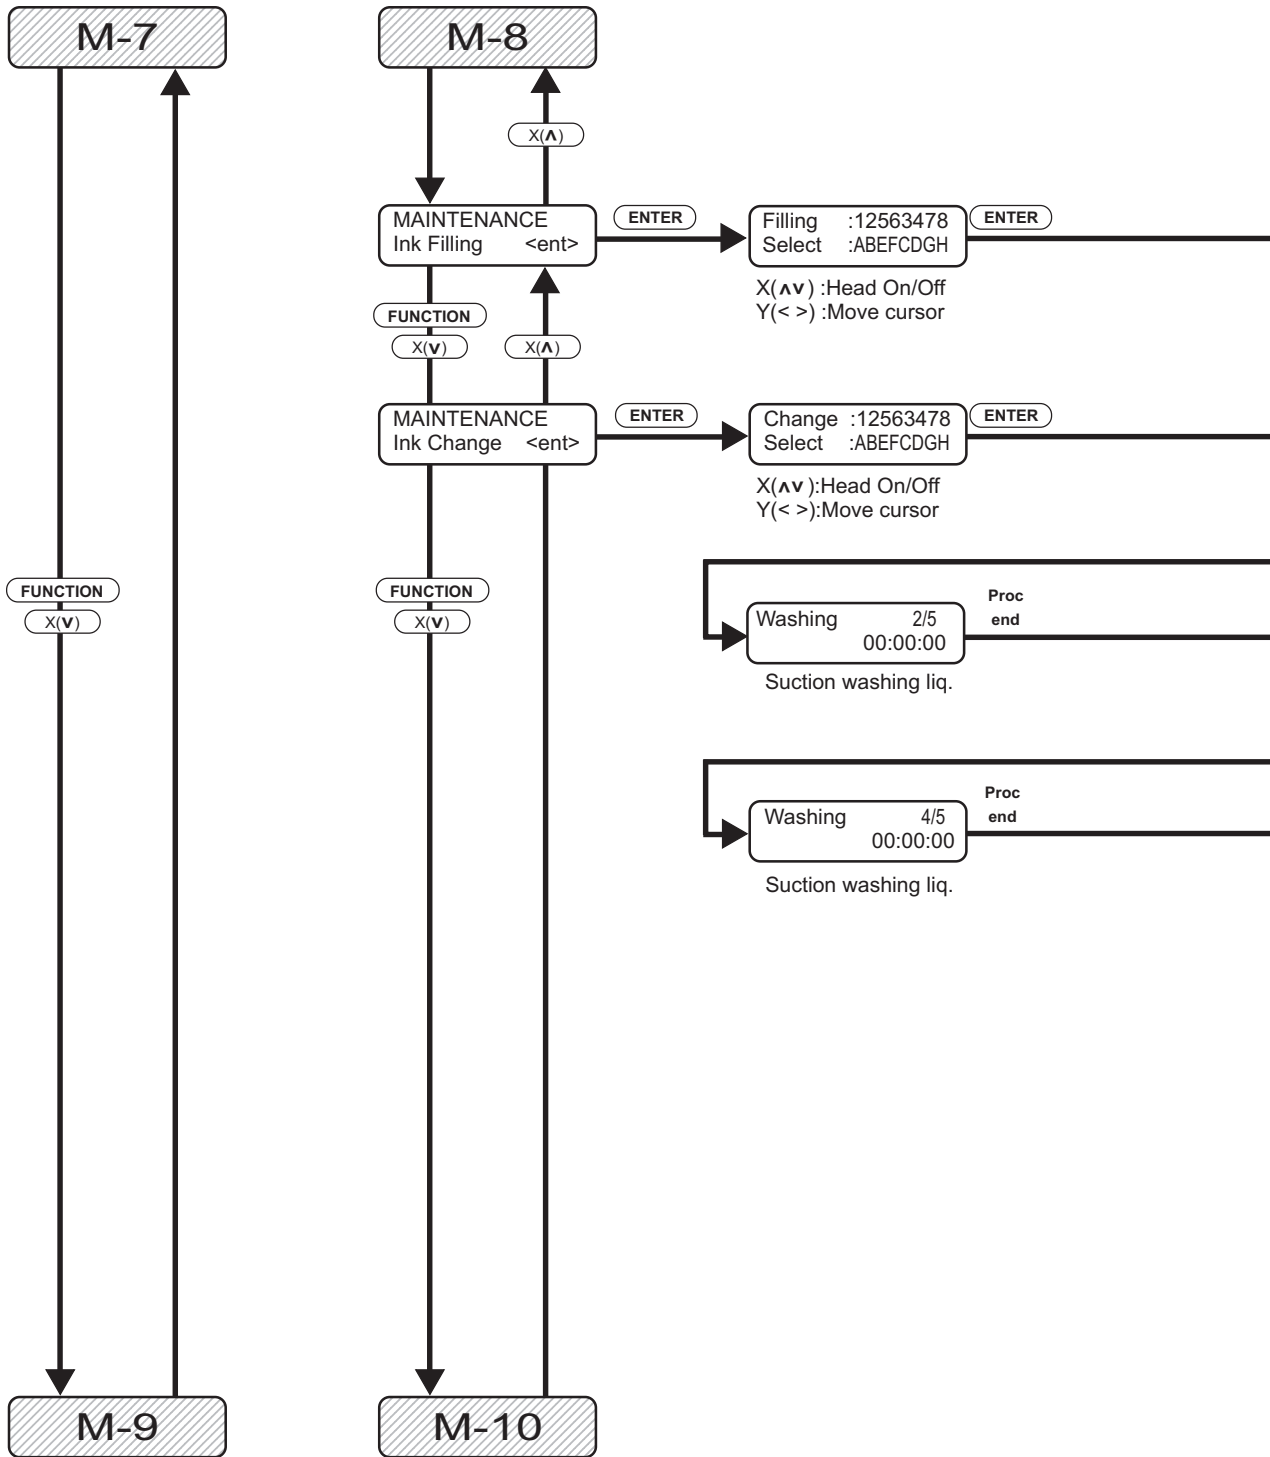 M-7
M-8
X(∧)
MAINTENANCE
Ink Filling <ent>
ENTER
Filling :12563478
Select :ABEFCDGH
ENTER
X(∧∨) :Head On/Off
Y(< >) :Move cursor
FUNCTION
X(∨)
X(∧)
MAINTENANCE
Ink Change <ent>
ENTER
Change :12563478
Select :ABEFCDGH
ENTER
X(∧∨):Head On/Off
Y(< >):Move cursor
FUNCTION
X(∨)
FUNCTION
X(∨)
Washing 2/5
00:00:00
Proc
end
Suction washing liq.
Washing 4/5
00:00:00
Proc
end
Suction washing liq.
M-9
M-10